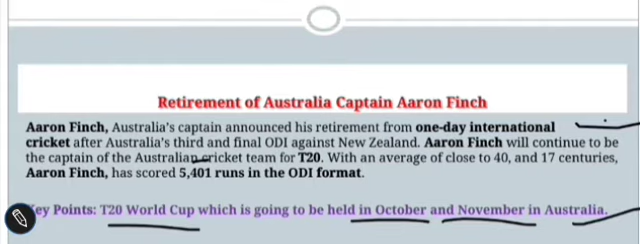 Retirement of Australia Captain Aaron Finch
Aaron Finch, Australia's captain announced his retirement from one-day international
cricket after Australia's third and final ODI against New Zealand. Aaron Finch will continue to be
the captain of the Australian cricket team for T20. With an average of close to 40, and 17 centuries,
Aaron Finch, has scored 5,401 runs in the ODI format.
ey Points: T20 World Cup which is going to be held in October and November in Australia.